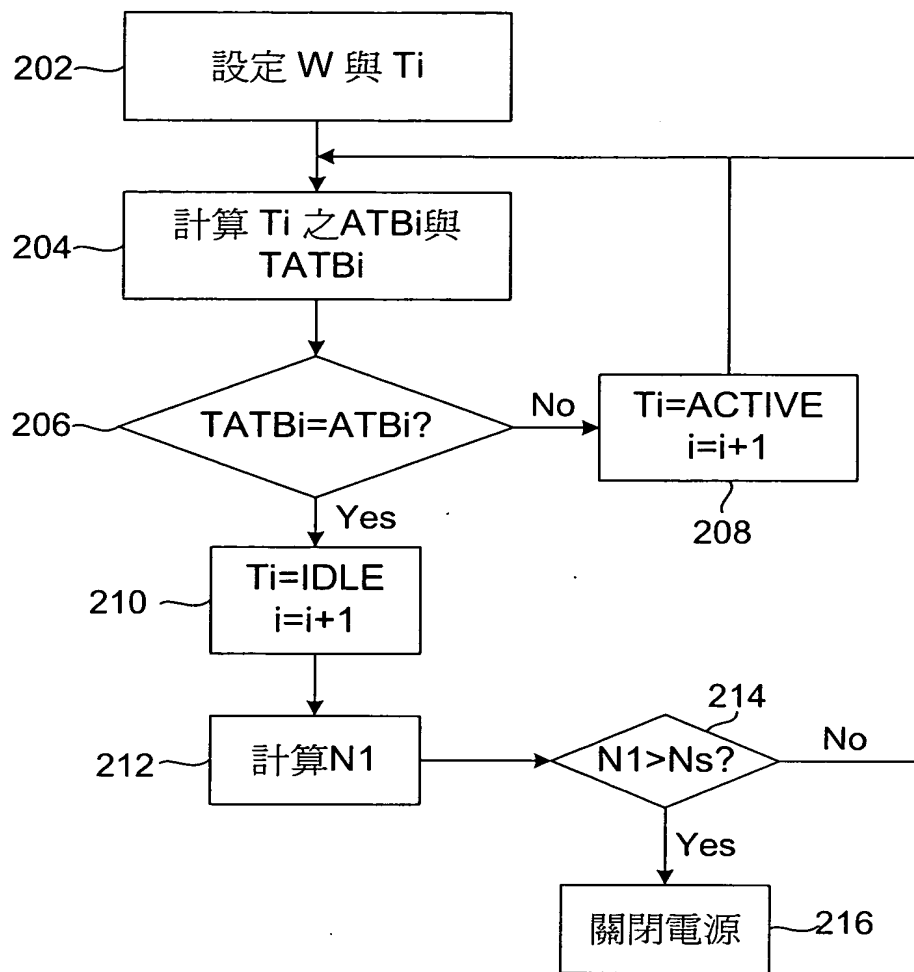 202
設定 W 與 Ti
204
計算 Ti 之ATBi與
TATBi
206
TATBi=ATBi?
No
Ti=ACTIVE
i=i+1
208
Yes
210
Ti=IDLE
i=i+1
212
計算N1
214
N1>Ns?
No
Yes
關閉電源
216